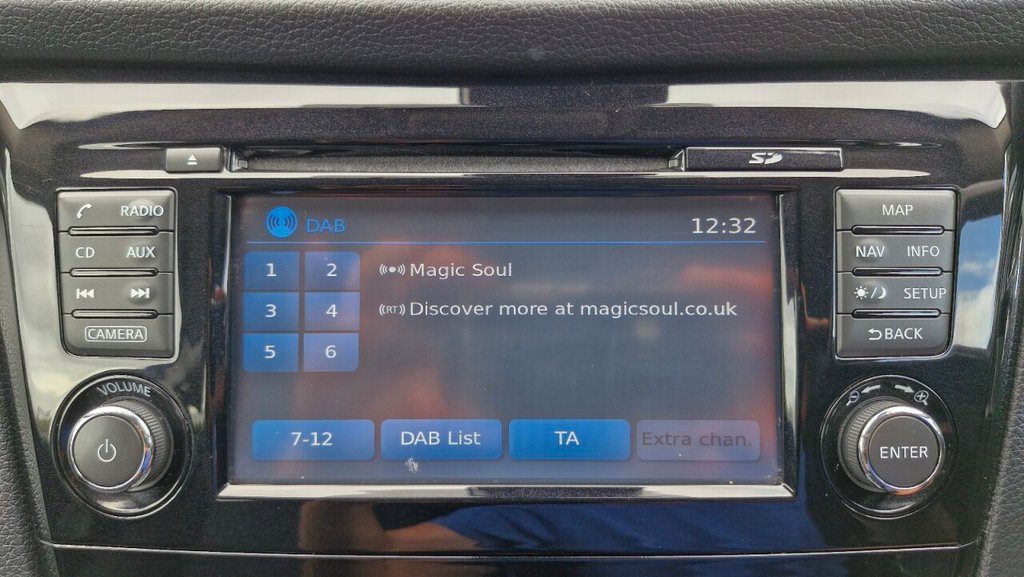 SD
RADIO
CD AUX
CAMERA
VOLUME
DAB 12:32
1 2
3 4
5 6
Magic Soul
(RT) Discover more at magicsoul.co.uk
7-12 DAB List TA Extra chan.
MAP
NAV INFO
SETUP
BACK
ENTER